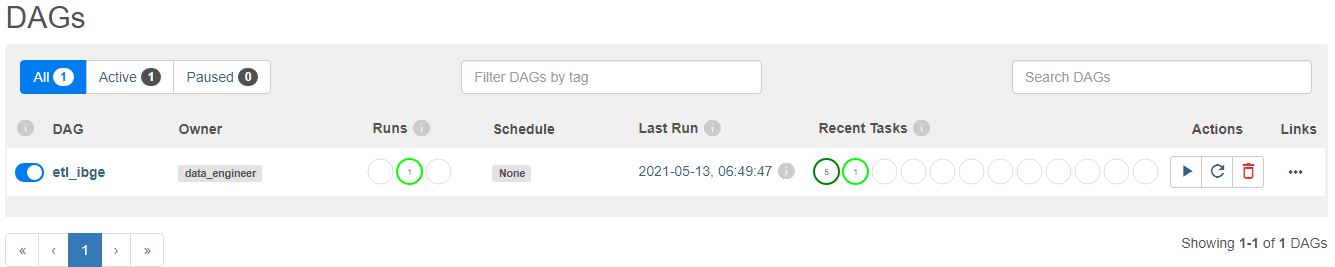 DAGs
All 1 Active 1 Paused 0 Filter DAGs by tag Search DAGs
i DAG Owner Runs i Schedule Last Run i Recent Tasks i Actions Links
etl_ibge data_engineer 1 None 2021-05-13, 06:49:47 i 5 1 ...
« ‹ 1 › » Showing 1-1 of 1 DAGs